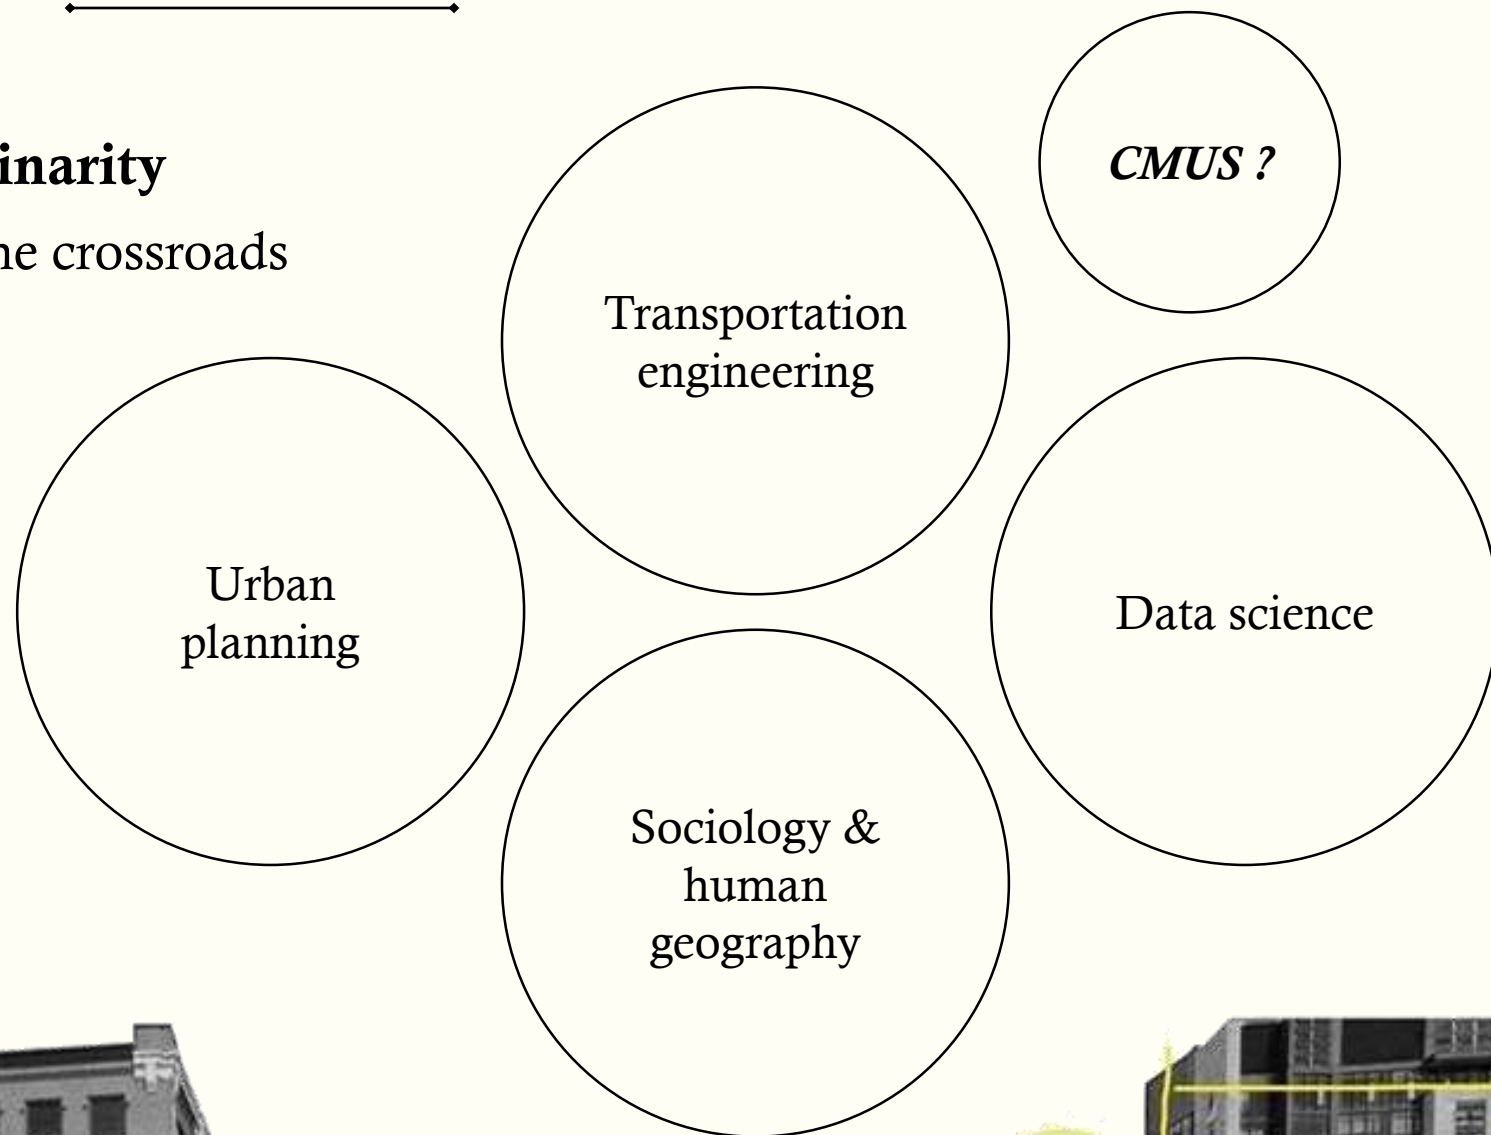 inarity
ne crossroads
CMUS ?
Transportation
engineering
Urban
planning
Data science
Sociology &
human
geography